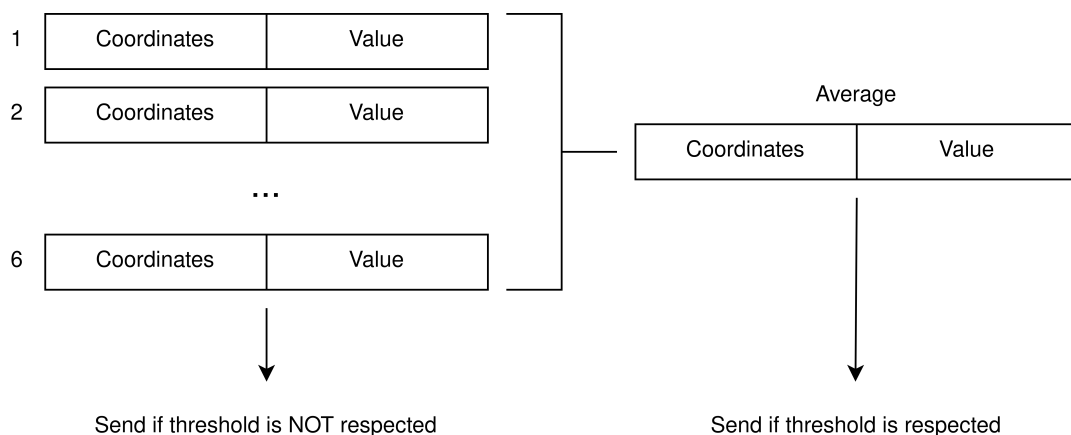 1 Coordinates Value
2 Coordinates Value
...
6 Coordinates Value
Send if threshold is NOT respected
Average
Coordinates Value
Send if threshold is respected